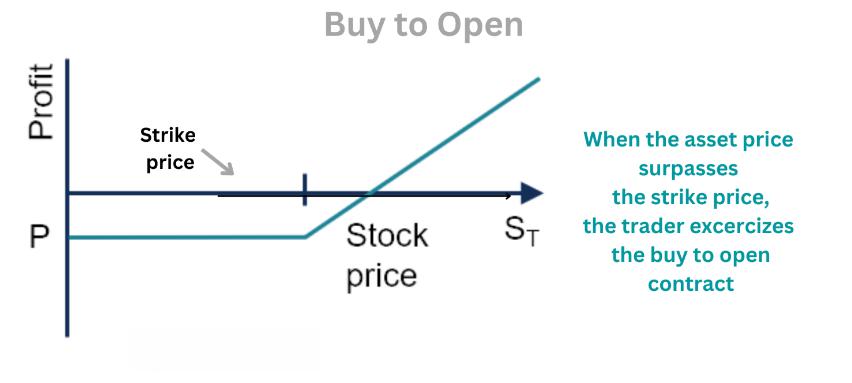 Buy to Open
Profit
Strike
price
P
Stock
price
S_T
When the asset price
surpasses
the strike price,
the trader excercizes
the buy to open
contract